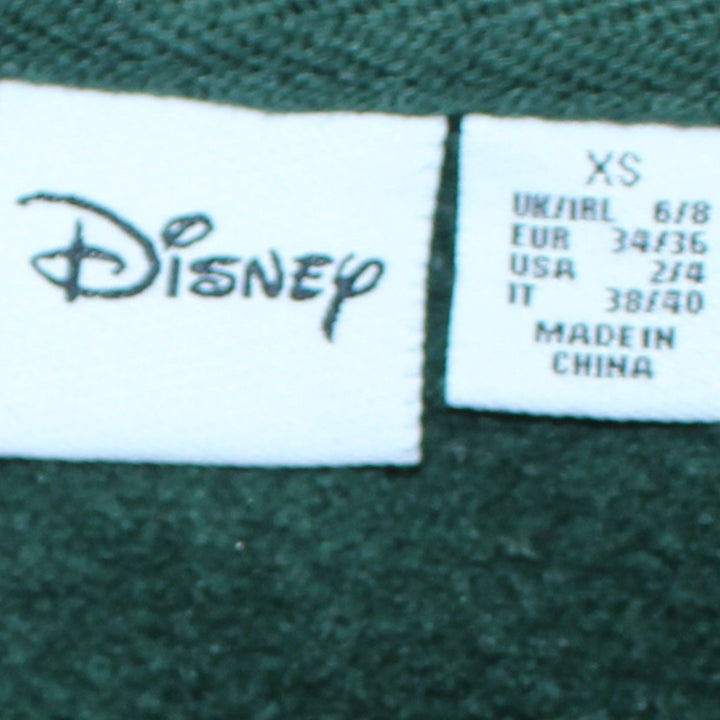 Disney
XS
UK/IRL 6/8
EUR 34/36
USA 2/4
IT 38/40
MADE IN
CHINA